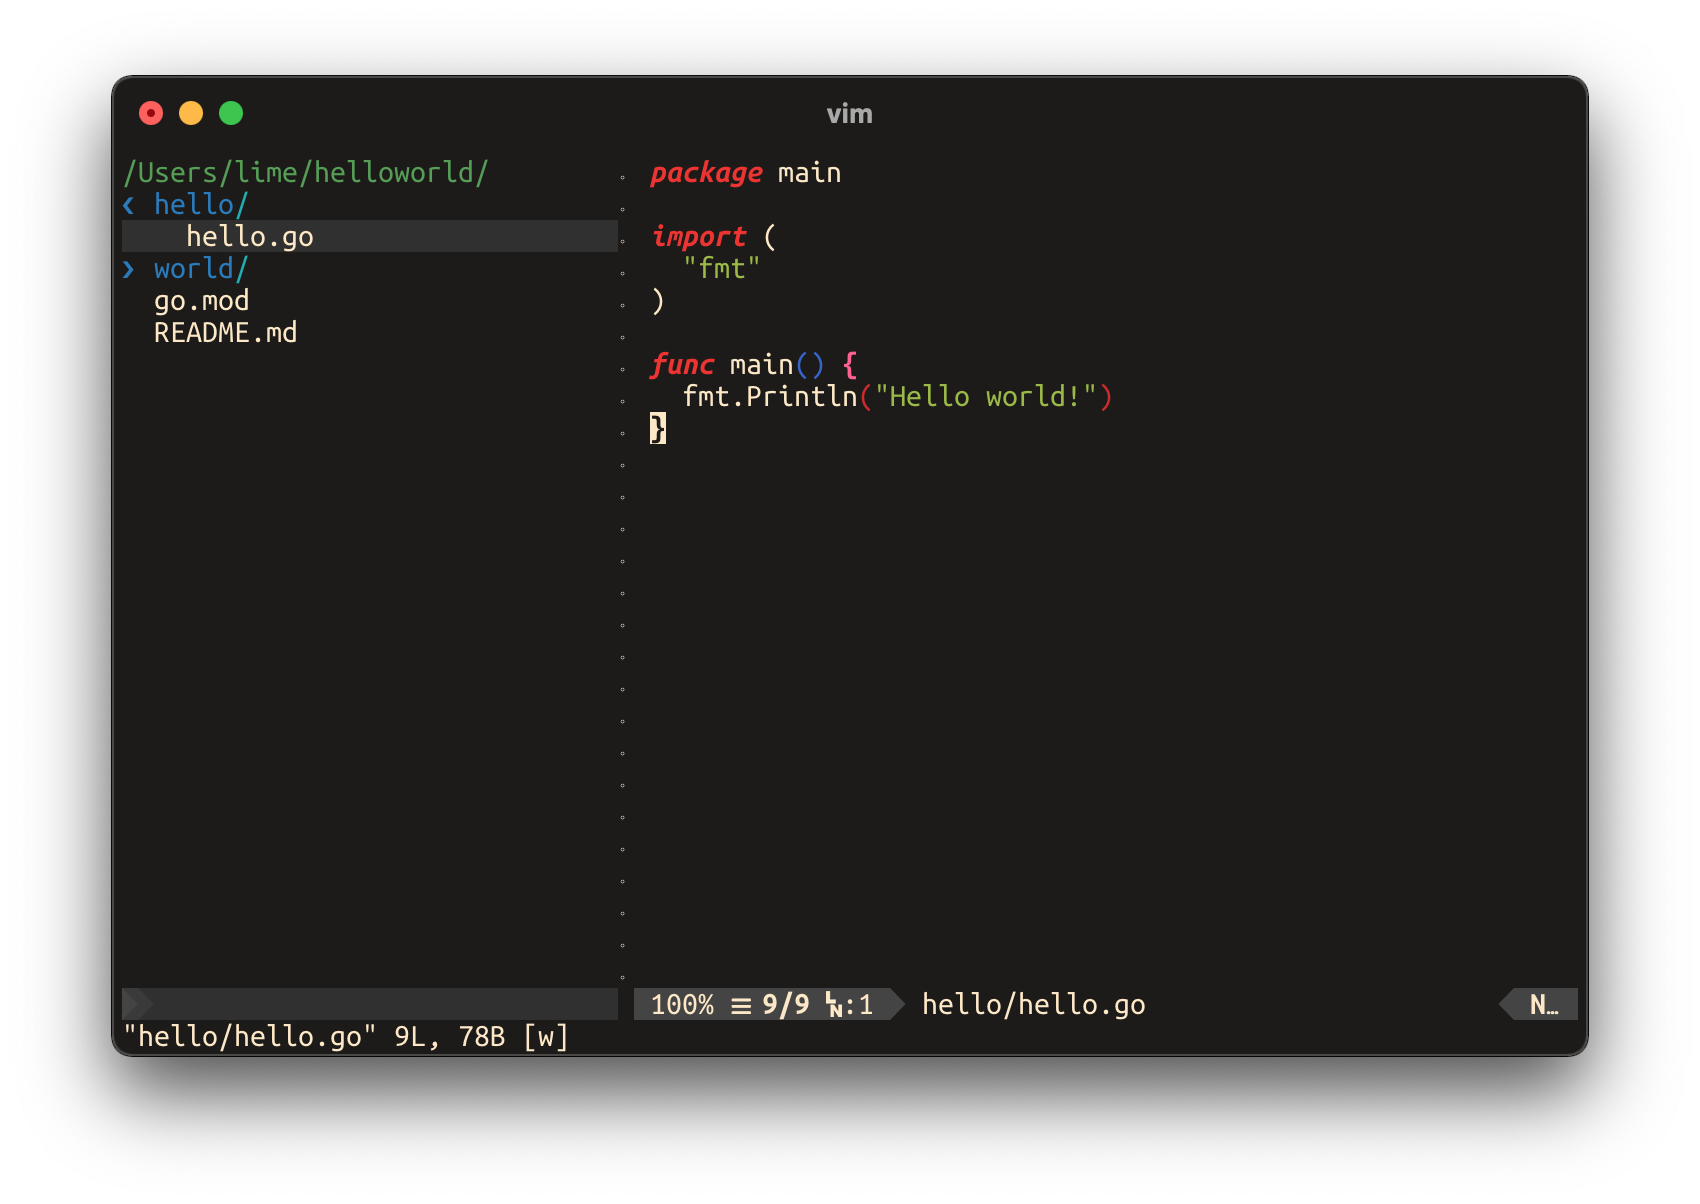 vim
/Users/lime/helloworld/
‹ hello/
    hello.go
› world/
  go.mod
  README.md
package main

import (
  "fmt"
)

func main() {
  fmt.Println("Hello world!")
}
100% ≡ 9/9 ␤:1 hello/hello.go N…
"hello/hello.go" 9L, 78B [w]